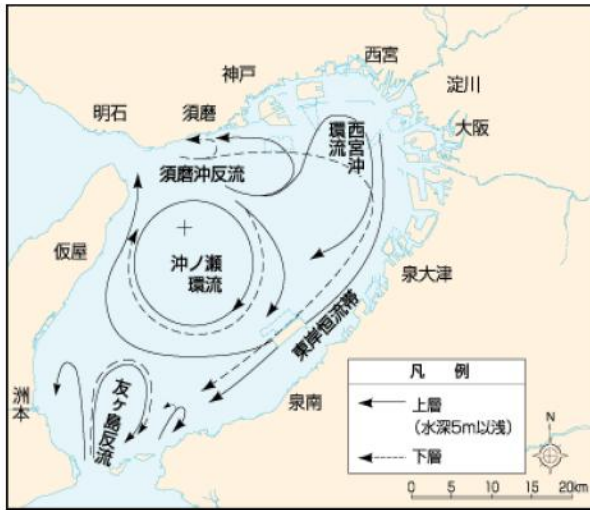 西宮
神戸
淀川
明石
須磨
大阪
西宮沖
環流
須磨沖反流
仮屋
沖ノ瀬
環流
泉大津
東岸恒流帯
洲本
友ヶ島反流
泉南
凡 例
上層
(水深5m以浅)
下層
N
0 5 10 15 20km